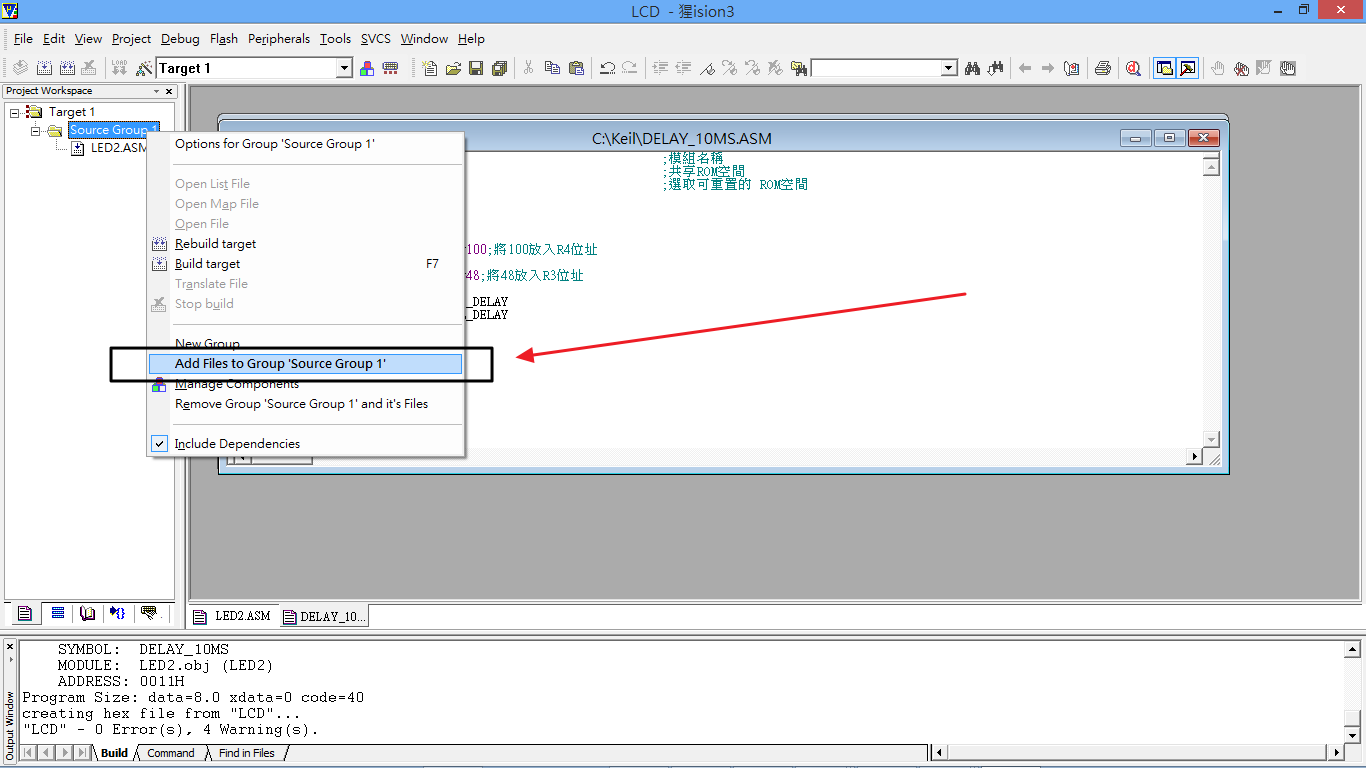 LCD - 猩ision3
File Edit View Project Debug Flash Peripherals Tools SVCS Window Help
LOAD
Target 1
Project Workspace
Target 1
Source Group 1
LED2.ASM
Options for Group 'Source Group 1'
Open List File
Open Map File
Open File
Rebuild target
Build target F7
Translate File
Stop build
New Group
Add Files to Group 'Source Group 1'
Manage Components
Remove Group 'Source Group 1' and it's Files
Include Dependencies
C:\Keil\DELAY_10MS.ASM
;模組名稱
;共享ROM空間
;選取可重置的 ROM空間
100;將100放入R4位址
48;將48放入R3位址
_DELAY
_DELAY
LED2.ASM DELAY_10...
Output Window
SYMBOL: DELAY_10MS
MODULE: LED2.obj (LED2)
ADDRESS: 0011H
Program Size: data=8.0 xdata=0 code=40
creating hex file from "LCD"...
"LCD" - 0 Error(s), 4 Warning(s).
Build Command Find in Files